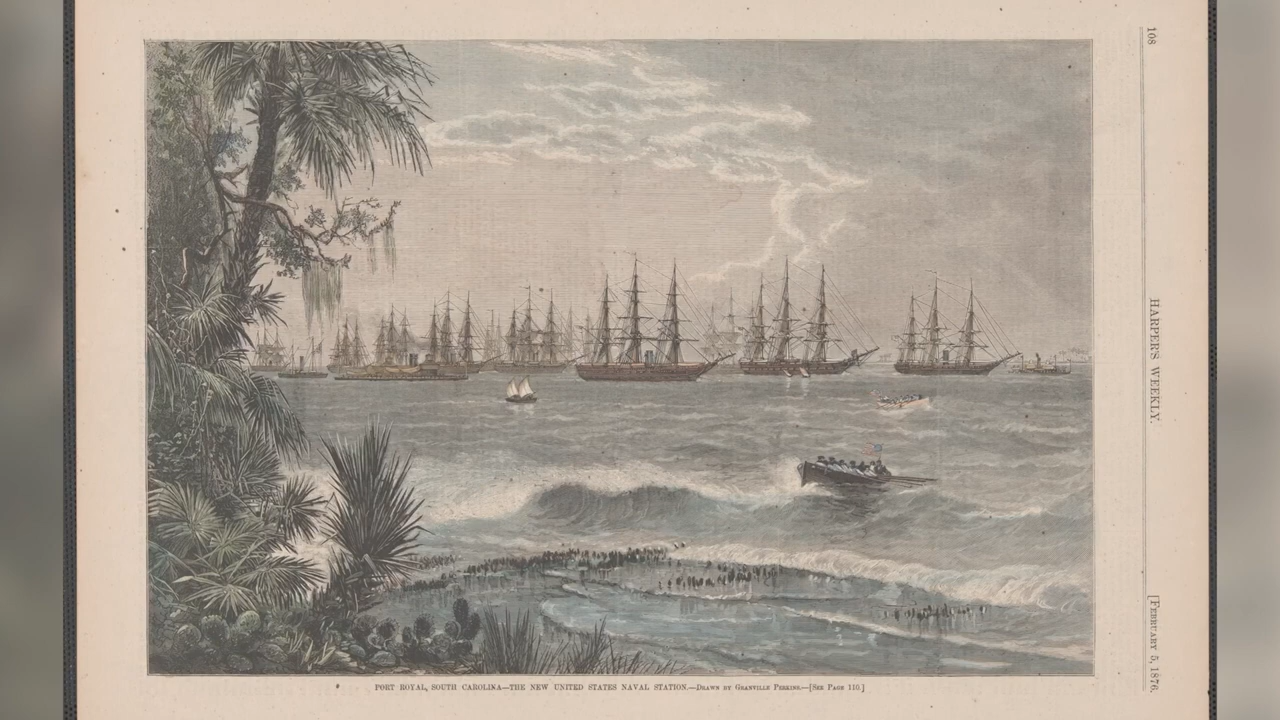 108
HARPER'S WEEKLY.
[FEBRUARY 5, 1876.
PORT ROYAL, SOUTH CAROLINA—THE NEW UNITED STATES NAVAL STATION.—DRAWN BY GRANVILLE PERKINS.—[SEE PAGE 110.]